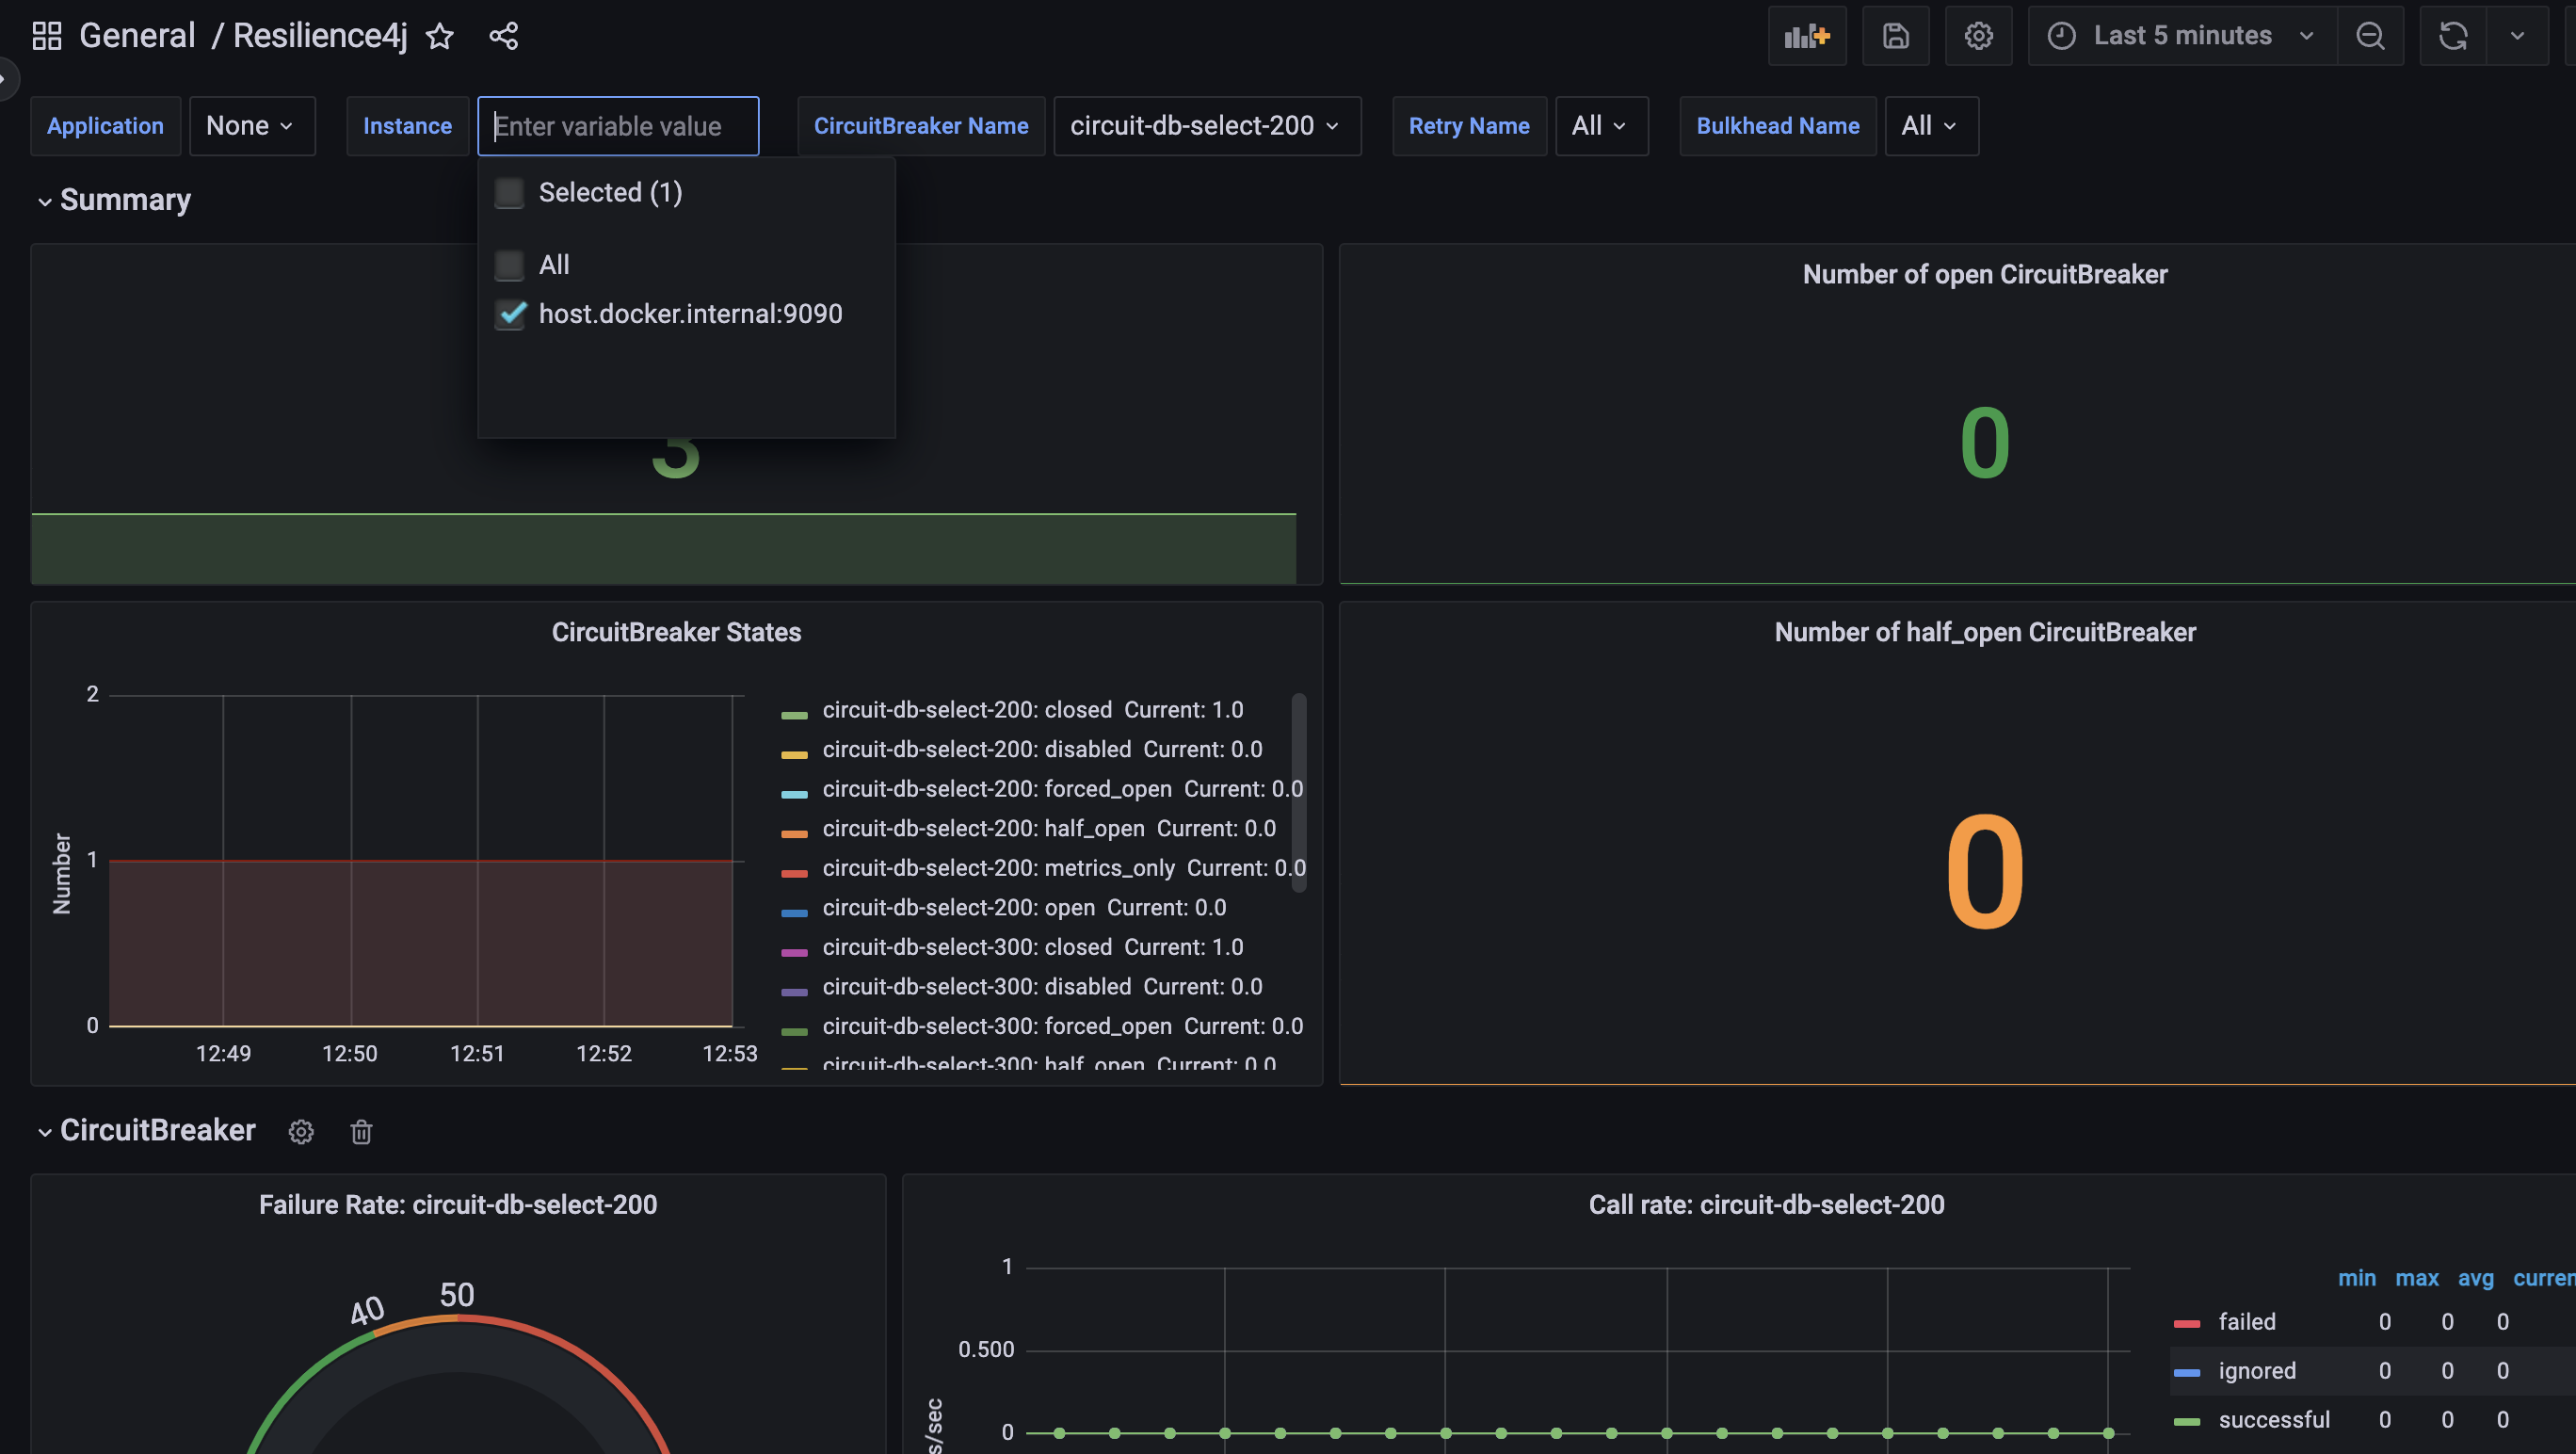 General / Resilience4j
Last 5 minutes
Application None Instance Enter variable value CircuitBreaker Name circuit-db-select-200 Retry Name All Bulkhead Name All
Selected (1)
All
host.docker.internal:9090
Summary
3
Number of open CircuitBreaker
0
CircuitBreaker States
Number
2
1
0
12:49 12:50 12:51 12:52 12:53
circuit-db-select-200: closed Current: 1.0
circuit-db-select-200: disabled Current: 0.0
circuit-db-select-200: forced_open Current: 0.0
circuit-db-select-200: half_open Current: 0.0
circuit-db-select-200: metrics_only Current: 0.0
circuit-db-select-200: open Current: 0.0
circuit-db-select-300: closed Current: 1.0
circuit-db-select-300: disabled Current: 0.0
circuit-db-select-300: forced_open Current: 0.0
circuit-db-select-300: half_open Current: 0.0
Number of half_open CircuitBreaker
0
CircuitBreaker
Failure Rate: circuit-db-select-200
40
50
Call rate: circuit-db-select-200
1
0.500
0
s/sec
min max avg curren
failed 0 0 0
ignored 0 0 0
successful 0 0 0